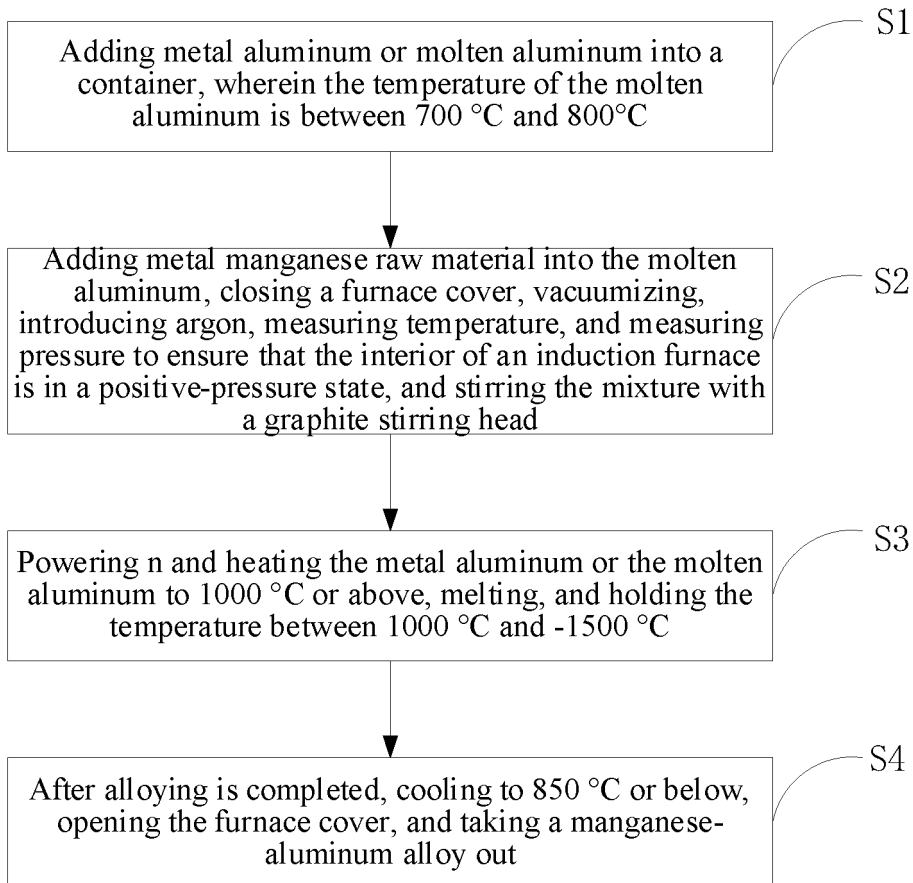 S1
Adding metal aluminum or molten aluminum into a
container, wherein the temperature of the molten
aluminum is between 700 °C and 800°C
S2
Adding metal manganese raw material into the molten
aluminum, closing a furnace cover, vacuumizing,
introducing argon, measuring temperature, and measuring
pressure to ensure that the interior of an induction furnace
is in a positive-pressure state, and stirring the mixture with
a graphite stirring head
S3
Powering n and heating the metal aluminum or the molten
aluminum to 1000 °C or above, melting, and holding the
temperature between 1000 °C and -1500 °C
S4
After alloying is completed, cooling to 850 °C or below,
opening the furnace cover, and taking a manganese-
aluminum alloy out